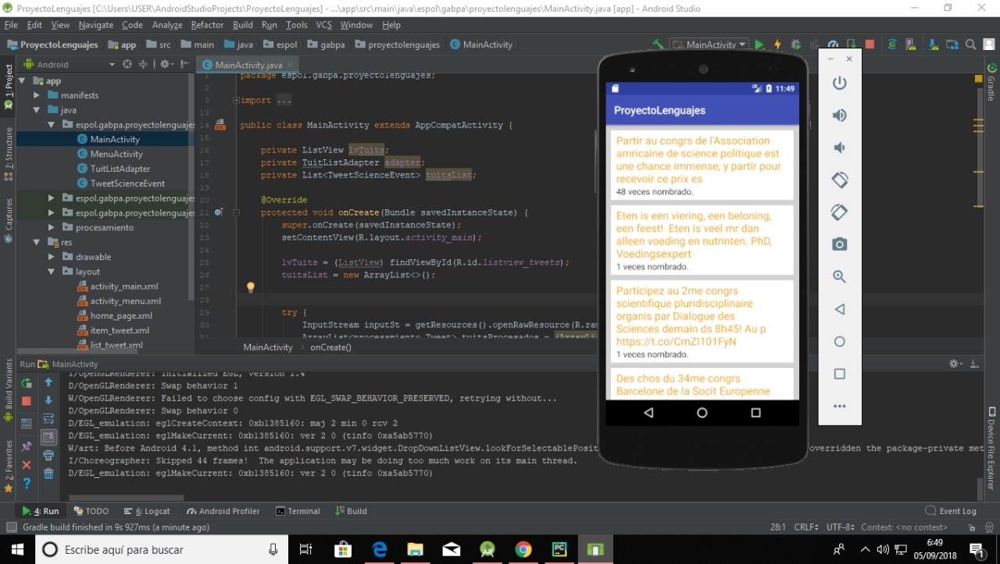 ProyectoLenguajes [C:\Users\USER\AndroidStudioProjects\ProyectoLenguajes] - ...\app\src\main\java\espol\gabpa\proyectolenguajes\MainActivity.java [app] - Android Studio
File Edit View Navigate Code Analyze Refactor Build Run Tools VCS Window Help
ProyectoLenguajes app src main java espol gabpa proyectolenguajes MainActivity MainActivity
Android MainActivity.java
1: Project
7: Structure
Captures
Build Variants
2: Favorites
app
manifests
java
espol.gabpa.proyectolenguajes
MainActivity
MenuActivity
TuitListAdapter
TweetScienceEvent
espol.gabpa.proyectolenguajes
espol.gabpa.proyectolenguajes
procesamiento
res
drawable
layout
activity_main.xml
activity_menu.xml
home_page.xml
item_tweet.xml
list_tweet.xml
1 package espol.gabpa.proyectolenguajes;
2
3 import ...
13
14 public class MainActivity extends AppCompatActivity {
15
16 private ListView lvTuits;
17 private TuitListAdapter adapter;
18 private List<TweetScienceEvent> tuitsList;
19
20 @Override
21 protected void onCreate(Bundle savedInstanceState) {
22 super.onCreate(savedInstanceState);
23 setContentView(R.layout.activity_main);
24
25 lvTuits = (ListView) findViewById(R.id.listview_tweets);
26 tuitsList = new ArrayList<>();
27
28
29 try {
30 InputStream inputSt = getResources().openRawResource(R.raw
31 ArrayList<procesamiento.Tweet> tuitsProcesados = (ArrayLi
MainActivity onCreate()
11:49
ProyectoLenguajes
Partir au congrs de l'Association
amricaine de science politique est
une chance immense; y partir pour
recevoir ce prix es
48 veces nombrado.
Eten is een viering, een beloning,
een feest! Eten is veel mr dan
alleen voeding en nutrinten. PhD,
Voedingsexpert
1 veces nombrado.
Participez au 2me congrs
scientifique pluridisciplinaire
organis par Dialogue des
Sciences demain ds 8h45! Au p
https://t.co/CmZI101FyN
1 veces nombrado.
Des chos du 34me congrs
Barcelone de la Socit Europenne
Gradle
Device File Explorer
Run MainActivity
I/OpenGLRenderer: Initialized EGL, version 1.4
D/OpenGLRenderer: Swap behavior 1
W/OpenGLRenderer: Failed to choose config with EGL_SWAP_BEHAVIOR_PRESERVED, retrying without...
D/OpenGLRenderer: Swap behavior 0
D/EGL_emulation: eglCreateContext: 0xb1385160: maj 2 min 0 rcv 2
D/EGL_emulation: eglMakeCurrent: 0xb1385160: ver 2 0 (tinfo 0xa5ab5770)
W/art: Before Android 4.1, method int android.support.v7.widget.DropDownListView.lookForSelectablePosit overridden the package-private met
I/Choreographer: Skipped 44 frames! The application may be doing too much work on its main thread.
D/EGL_emulation: eglMakeCurrent: 0xb1385160: ver 2 0 (tinfo 0xa5ab5770)
4: Run TODO 6: Logcat Android Profiler Terminal Build Event Log
Gradle build finished in 9s 927ms (a minute ago) 28:1 CRLF UTF-8 Context: <no context>
Escribe aquí para buscar
6:49
05/09/2018
1